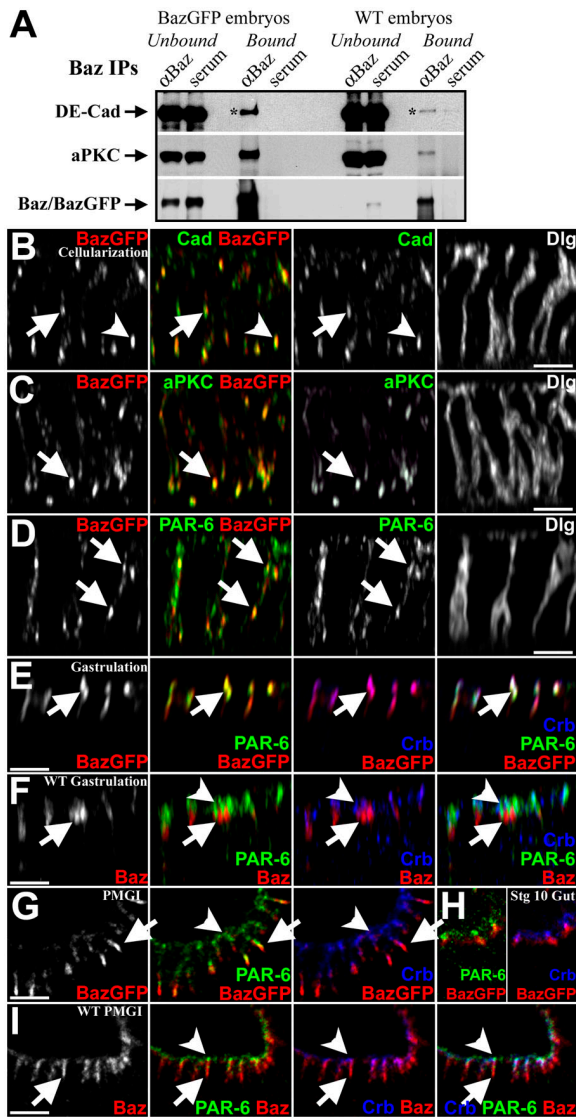 A
BazGFP embryos WT embryos
Unbound Bound Unbound Bound
Baz IPs αBaz serum αBaz serum αBaz serum αBaz serum
DE-Cad * *
aPKC
Baz/BazGFP
B BazGFP Cad BazGFP Cad Dlg
Cellularization
C BazGFP aPKC BazGFP aPKC Dlg
D BazGFP PAR-6 BazGFP PAR-6 Dlg
E Gastrulation
Crb
PAR-6 Crb PAR-6
BazGFP BazGFP BazGFP BazGFP
F WT Gastrulation
Crb
PAR-6 Crb PAR-6
Baz Baz Baz Baz
G PMGI H Stg 10 Gut
PAR-6 Crb PAR-6 Crb
BazGFP BazGFP BazGFP BazGFP BazGFP
I WT PMGI
Baz PAR-6 Baz Crb Baz Crb PAR-6 Baz